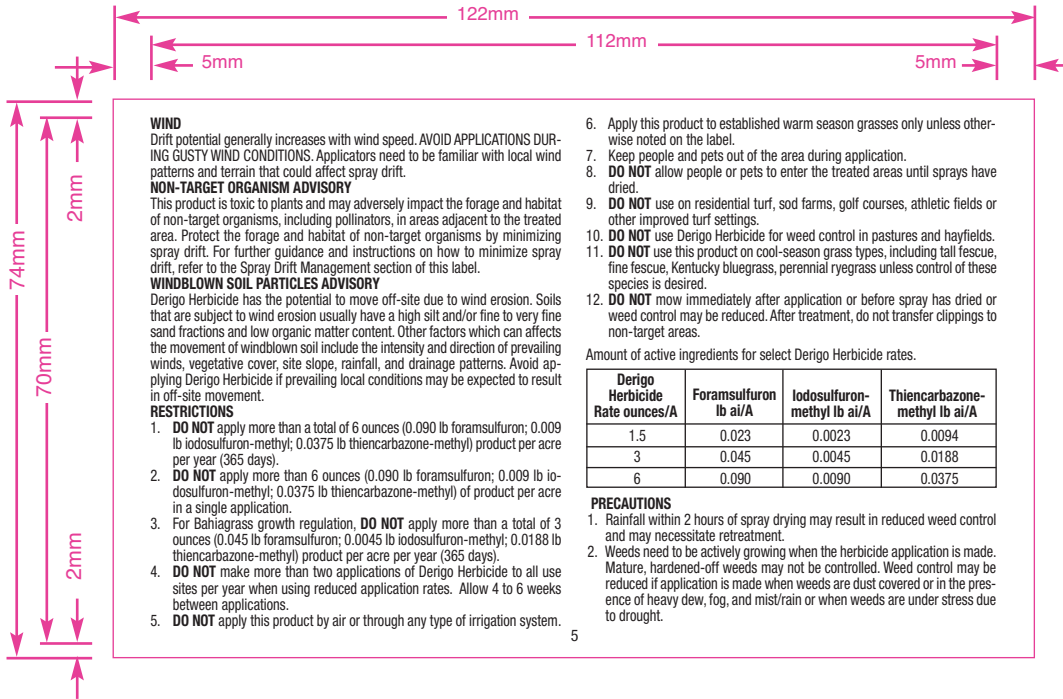 122mm
112mm
5mm
5mm
74mm
70mm
2mm
2mm
WIND
Drift potential generally increases with wind speed. AVOID APPLICATIONS DUR-
ING GUSTY WIND CONDITIONS. Applicators need to be familiar with local wind
patterns and terrain that could affect spray drift.
NON-TARGET ORGANISM ADVISORY
This product is toxic to plants and may adversely impact the forage and habitat
of non-target organisms, including pollinators, in areas adjacent to the treated
area. Protect the forage and habitat of non-target organisms by minimizing
spray drift. For further guidance and instructions on how to minimize spray
drift, refer to the Spray Drift Management section of this label.
WINDBLOWN SOIL PARTICLES ADVISORY
Derigo Herbicide has the potential to move off-site due to wind erosion. Soils
that are subject to wind erosion usually have a high silt and/or fine to very fine
sand fractions and low organic matter content. Other factors which can affects
the movement of windblown soil include the intensity and direction of prevailing
winds, vegetative cover, site slope, rainfall, and drainage patterns. Avoid ap-
plying Derigo Herbicide if prevailing local conditions may be expected to result
in off-site movement.
RESTRICTIONS
1. DO NOT apply more than a total of 6 ounces (0.090 lb foramsulfuron; 0.009
lb iodosulfuron-methyl; 0.0375 lb thiencarbazone-methyl) product per acre
per year (365 days).
2. DO NOT apply more than 6 ounces (0.090 lb foramsulfuron; 0.009 lb io-
dosulfuron-methyl; 0.0375 lb thiencarbazone-methyl) of product per acre
in a single application.
3. For Bahiagrass growth regulation, DO NOT apply more than a total of 3
ounces (0.045 lb foramsulfuron; 0.0045 lb iodosulfuron-methyl; 0.0188 lb
thiencarbazone-methyl) product per acre per year (365 days).
4. DO NOT make more than two applications of Derigo Herbicide to all use
sites per year when using reduced application rates. Allow 4 to 6 weeks
between applications.
5. DO NOT apply this product by air or through any type of irrigation system.
6. Apply this product to established warm season grasses only unless other-
wise noted on the label.
7. Keep people and pets out of the area during application.
8. DO NOT allow people or pets to enter the treated areas until sprays have
dried.
9. DO NOT use on residential turf, sod farms, golf courses, athletic fields or
other improved turf settings.
10. DO NOT use Derigo Herbicide for weed control in pastures and hayfields.
11. DO NOT use this product on cool-season grass types, including tall fescue,
fine fescue, Kentucky bluegrass, perennial ryegrass unless control of these
species is desired.
12. DO NOT mow immediately after application or before spray has dried or
weed control may be reduced. After treatment, do not transfer clippings to
non-target areas.
Amount of active ingredients for select Derigo Herbicide rates.
Derigo
Herbicide
Rate ounces/A
Foramsulfuron
lb ai/A
Iodosulfuron-
methyl lb ai/A
Thiencarbazone-
methyl lb ai/A
1.5 0.023 0.0023 0.0094
3 0.045 0.0045 0.0188
6 0.090 0.0090 0.0375
PRECAUTIONS
1. Rainfall within 2 hours of spray drying may result in reduced weed control
and may necessitate retreatment.
2. Weeds need to be actively growing when the herbicide application is made.
Mature, hardened-off weeds may not be controlled. Weed control may be
reduced if application is made when weeds are dust covered or in the pres-
ence of heavy dew, fog, and mist/rain or when weeds are under stress due
to drought.
5